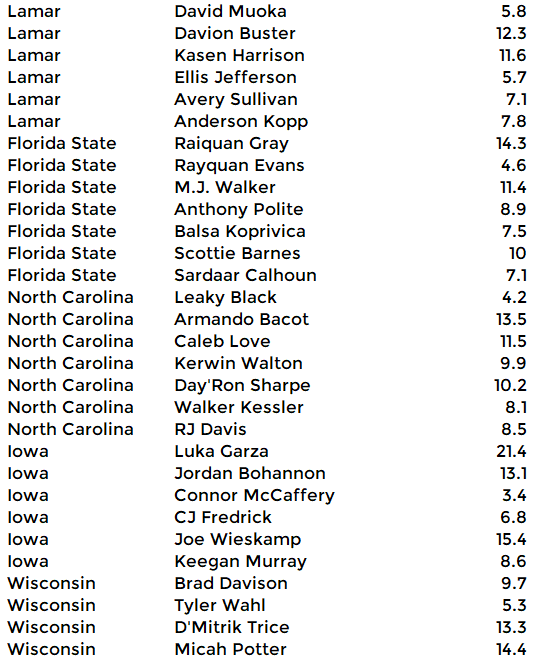 Lamar David Muoka 5.8
Lamar Davion Buster 12.3
Lamar Kasen Harrison 11.6
Lamar Ellis Jefferson 5.7
Lamar Avery Sullivan 7.1
Lamar Anderson Kopp 7.8
Florida State Raiquan Gray 14.3
Florida State Rayquan Evans 4.6
Florida State M.J. Walker 11.4
Florida State Anthony Polite 8.9
Florida State Balsa Koprivica 7.5
Florida State Scottie Barnes 10
Florida State Sardaar Calhoun 7.1
North Carolina Leaky Black 4.2
North Carolina Armando Bacot 13.5
North Carolina Caleb Love 11.5
North Carolina Kerwin Walton 9.9
North Carolina Day'Ron Sharpe 10.2
North Carolina Walker Kessler 8.1
North Carolina RJ Davis 8.5
Iowa Luka Garza 21.4
Iowa Jordan Bohannon 13.1
Iowa Connor McCaffery 3.4
Iowa CJ Fredrick 6.8
Iowa Joe Wieskamp 15.4
Iowa Keegan Murray 8.6
Wisconsin Brad Davison 9.7
Wisconsin Tyler Wahl 5.3
Wisconsin D'Mitrik Trice 13.3
Wisconsin Micah Potter 14.4